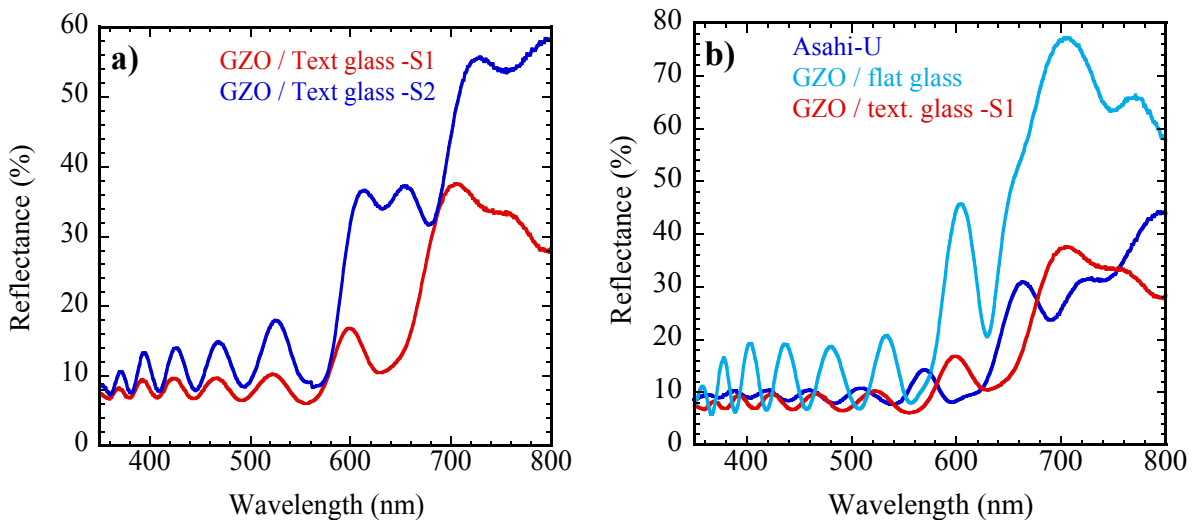 a)
GZO / Text glass -S1
GZO / Text glass -S2
60
50
40
30
20
10
0
Reflectance (%)
400
500
600
700
800
Wavelength (nm)
b)
Asahi-U
GZO / flat glass
GZO / text. glass -S1
80
70
60
50
40
30
20
10
0
Reflectance (%)
400
500
600
700
800
Wavelength (nm)